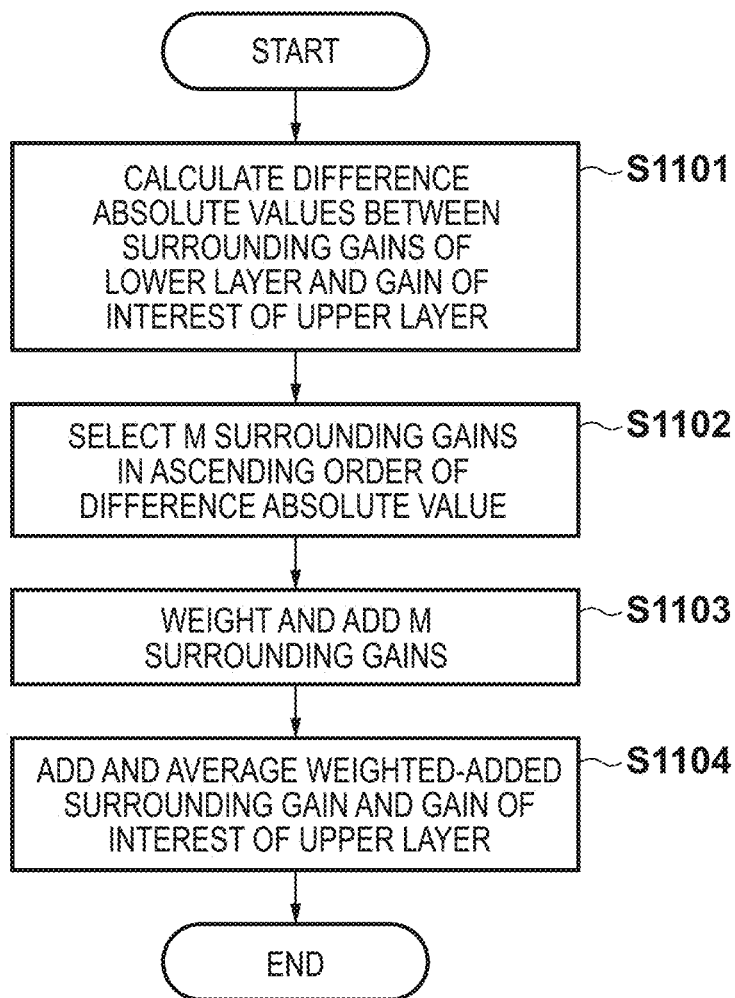 START
CALCULATE DIFFERENCE
ABSOLUTE VALUES BETWEEN
SURROUNDING GAINS OF
LOWER LAYER AND GAIN OF
INTEREST OF UPPER LAYER
S1101
SELECT M SURROUNDING GAINS
IN ASCENDING ORDER OF
DIFFERENCE ABSOLUTE VALUE
S1102
WEIGHT AND ADD M
SURROUNDING GAINS
S1103
ADD AND AVERAGE WEIGHTED-ADDED
SURROUNDING GAIN AND GAIN OF
INTEREST OF UPPER LAYER
S1104
END